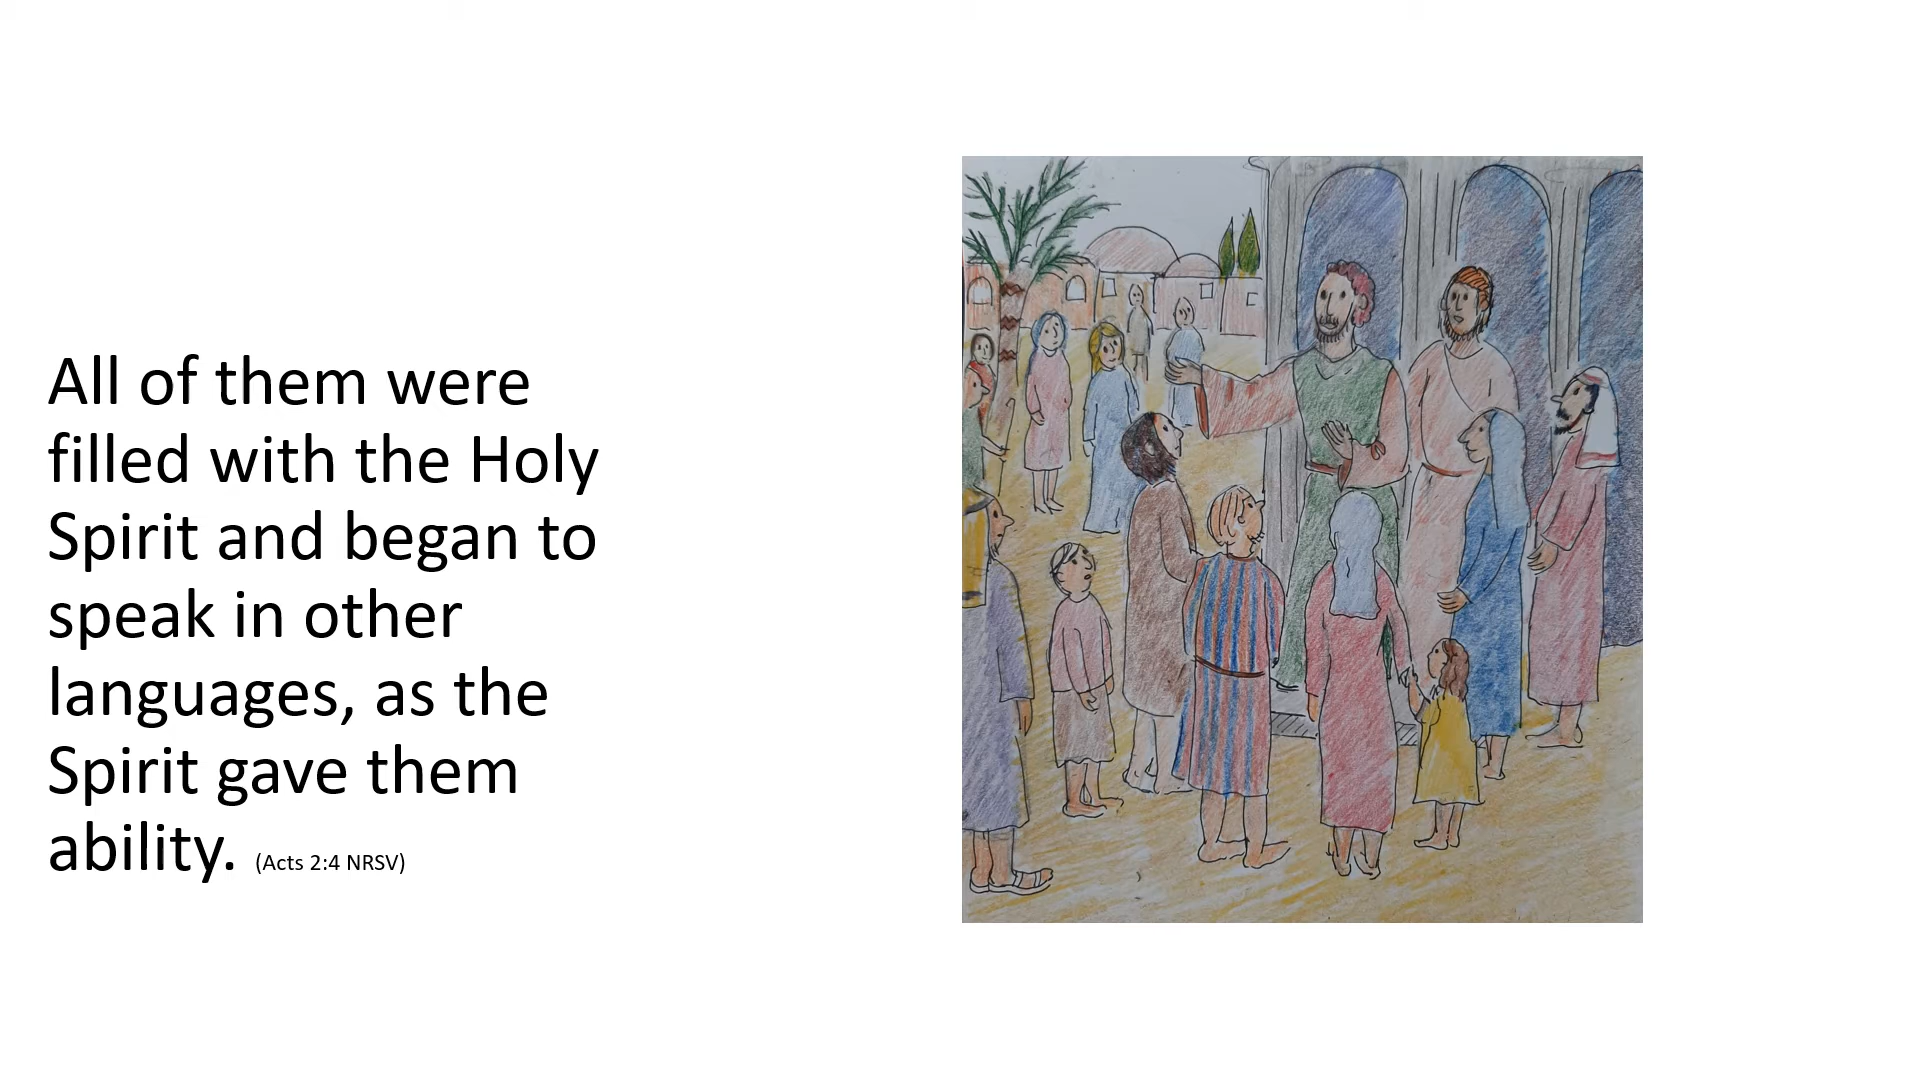 All of them were
filled with the Holy
Spirit and began to
speak in other
languages, as the
Spirit gave them
ability. (Acts 2:4 NRSV)